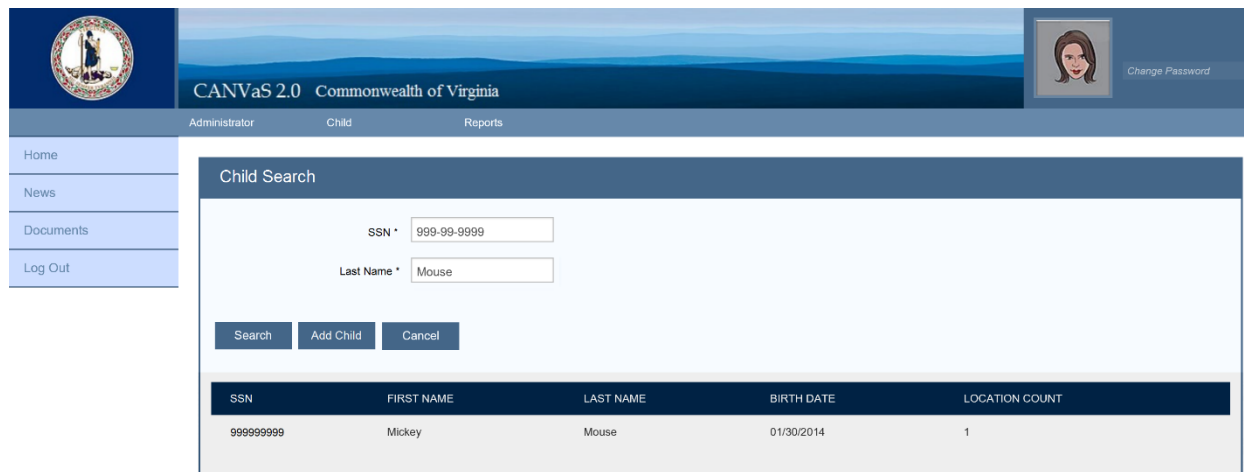 CANVaS 2.0 Commonwealth of Virginia
Change Password
Administrator Child Reports
Home
News
Documents
Log Out
Child Search
SSN * 999-99-9999
Last Name * Mouse
Search Add Child Cancel
SSN FIRST NAME LAST NAME BIRTH DATE LOCATION COUNT
999999999 Mickey Mouse 01/30/2014 1